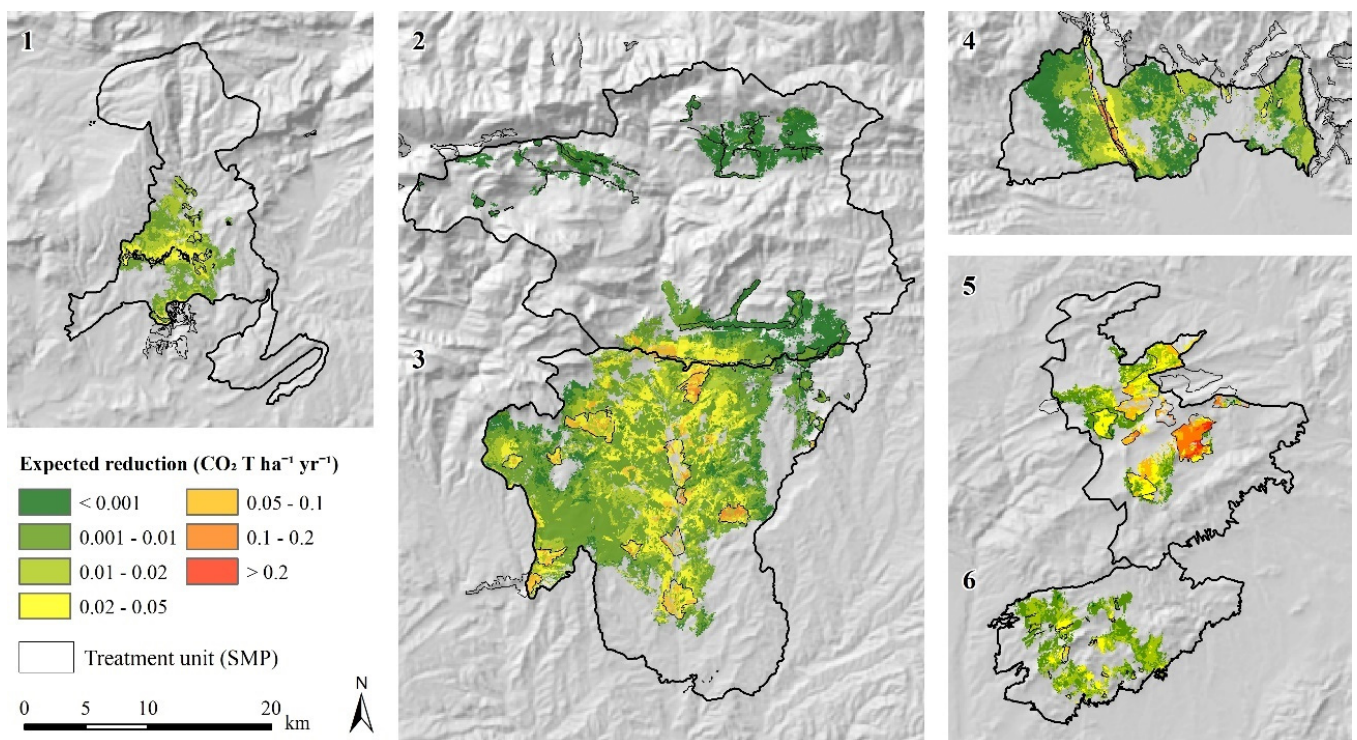 1
2
3
4
5
6
Expected reduction (CO₂ T ha⁻¹ yr⁻¹)
< 0.001
0.001 - 0.01
0.01 - 0.02
0.02 - 0.05
0.05 - 0.1
0.1 - 0.2
> 0.2
Treatment unit (SMP)
0 5 10 20
km
N